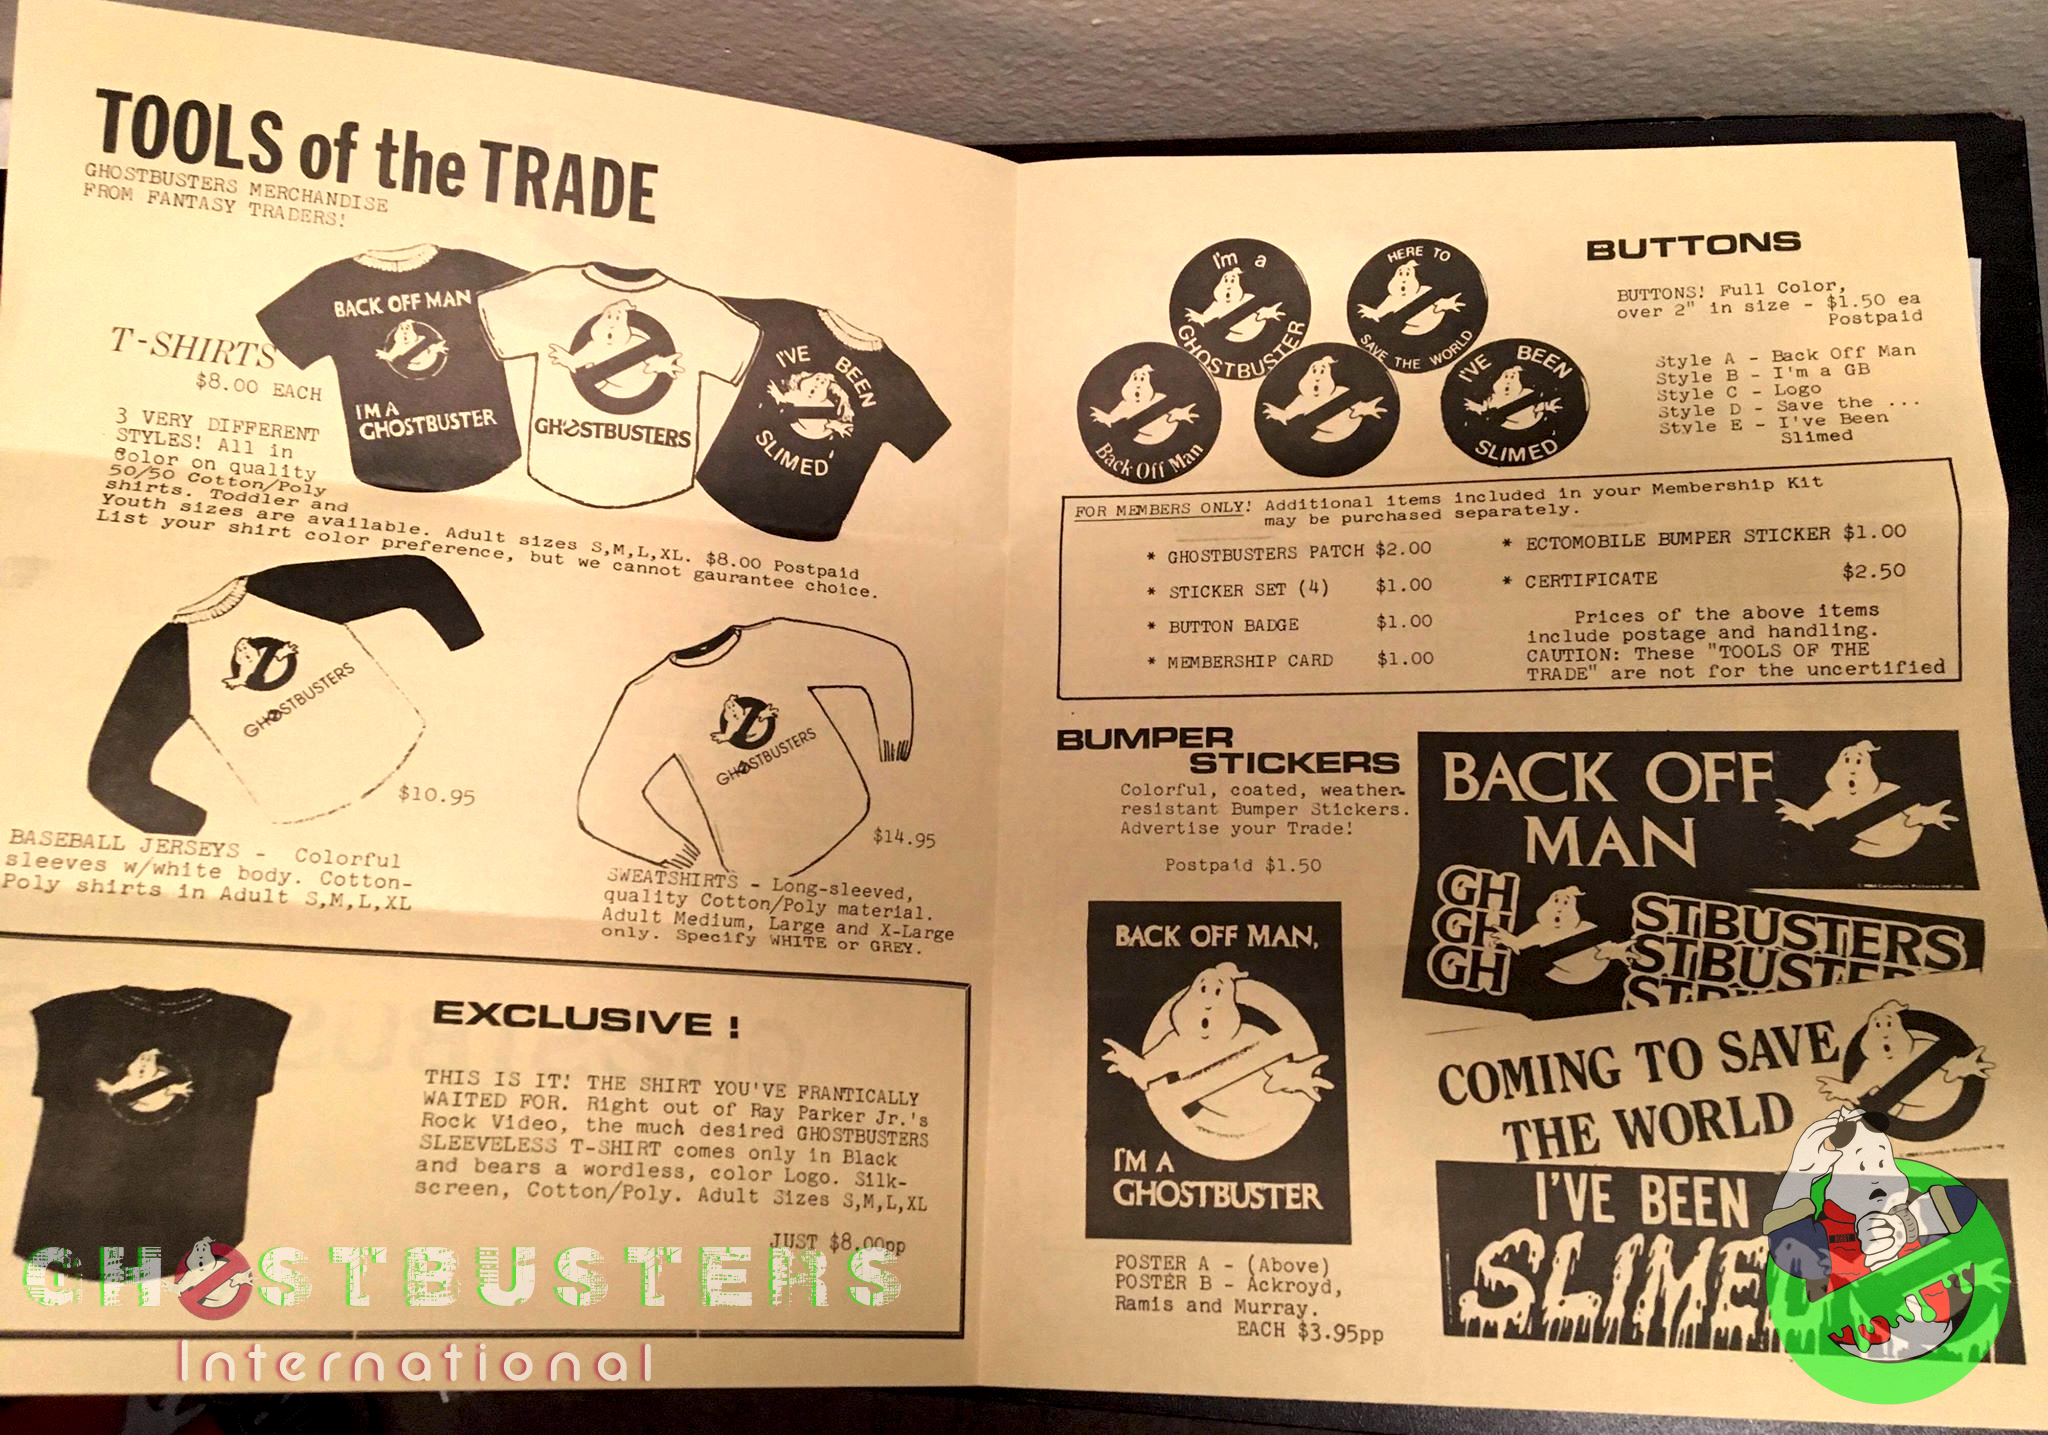 TOOLS of the TRADE
GHOSTBUSTERS MERCHANDISE
FROM FANTASY TRADERS!
T-SHIRTS
$8.00 EACH
3 VERY DIFFERENT
STYLES! All in
Color on quality
50/50 Cotton/Poly
shirts. Toddler and
Youth sizes are available. Adult sizes S,M,L,XL. $8.00 Postpaid
List your shirt color preference, but we cannot gaurantee choice.
BACK OFF MAN
I'M A
GHOSTBUSTER
GHOSTBUSTERS
I'VE BEEN
SLIMED
GHOSTBUSTERS
$10.95
BASEBALL JERSEYS - Colorful
sleeves w/white body. Cotton-
Poly shirts in Adult S,M,L,XL
GHOSTBUSTERS
$14.95
SWEATSHIRTS - Long-sleeved,
quality Cotton/Poly material.
Adult Medium, Large and X-Large
only. Specify WHITE or GREY.
EXCLUSIVE!
THIS IS IT! THE SHIRT YOU'VE FRANTICALLY
WAITED FOR. Right out of Ray Parker Jr.'s
Rock Video, the much desired GHOSTBUSTERS
SLEEVELESS T-SHIRT comes only in Black
and bears a wordless, color Logo. Silk-
screen, Cotton/Poly. Adult Sizes S,M,L,XL
JUST $8.00pp
GHOSTBUSTERS
International
BUTTONS
BUTTONS! Full Color,
over 2" in size - $1.50 ea
Postpaid
Style A - Back Off Man
Style B - I'm a GB
Style C - Logo
Style D - Save the ...
Style E - I've Been
Slimed
I'm a
GHOSTBUSTER
HERE TO
SAVE THE WORLD
Back Off Man
I'VE BEEN
SLIMED
FOR MEMBERS ONLY! Additional items included in your Membership Kit
may be purchased separately.
* GHOSTBUSTERS PATCH $2.00
* STICKER SET (4) $1.00
* BUTTON BADGE $1.00
* MEMBERSHIP CARD $1.00
* ECTOMOBILE BUMPER STICKER $1.00
* CERTIFICATE $2.50
Prices of the above items
include postage and handling.
CAUTION: These "TOOLS OF THE
TRADE" are not for the uncertified
BUMPER
STICKERS
Colorful, coated, weather-
resistant Bumper Stickers.
Advertise your Trade!
Postpaid $1.50
BACK OFF
MAN
GH STBUSTERS
GH STBUSTERS
GH
COMING TO SAVE
THE WORLD
I'VE BEEN
SLIMED
BACK OFF MAN,
I'M A
GHOSTBUSTER
POSTER A - (Above)
POSTER B - Ackroyd,
Ramis and Murray.
EACH $3.95pp